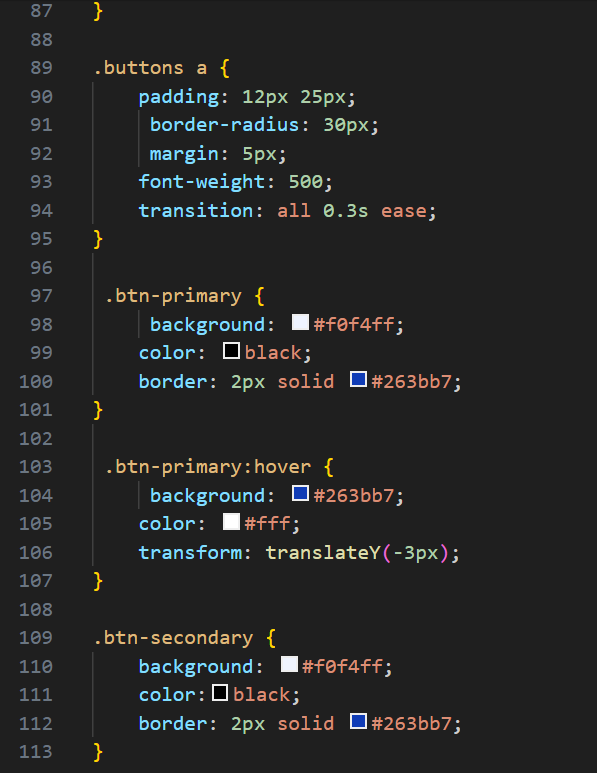 87 }
88
89 .buttons a {
90     padding: 12px 25px;
91      border-radius: 30px;
92      margin: 5px;
93     font-weight: 500;
94     transition: all 0.3s ease;
95 }
96
97  .btn-primary {
98      background: #f0f4ff;
99     color: black;
100     border: 2px solid #263bb7;
101 }
102
103  .btn-primary:hover {
104      background: #263bb7;
105     color: #fff;
106     transform: translateY(-3px);
107 }
108
109 .btn-secondary {
110     background: #f0f4ff;
111     color:black;
112     border: 2px solid #263bb7;
113 }